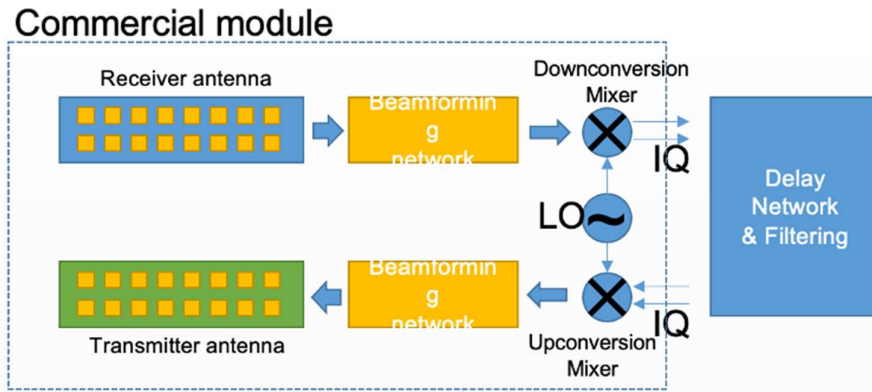 Commercial module
Receiver antenna
Beamformin
g
network
Downconversion
Mixer
IQ
LO
Delay
Network
& Filtering
Beamformin
g
network
Transmitter antenna
Upconversion
Mixer
IQ